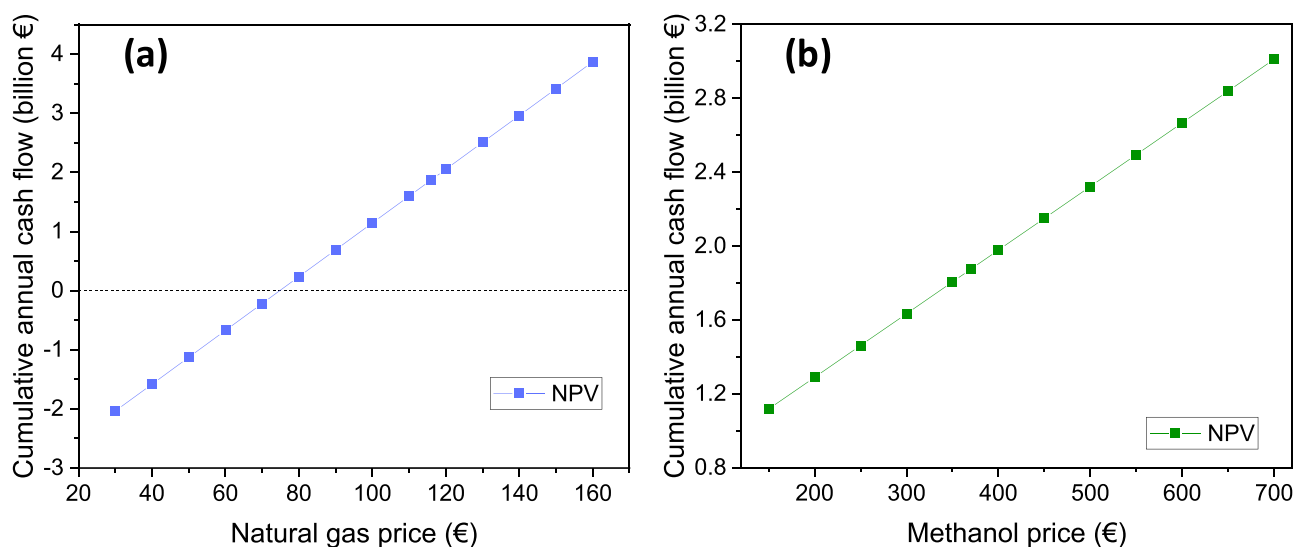 (a)
Cumulative annual cash flow (billion €)
4
3
2
1
0
-1
-2
-3
20 40 60 80 100 120 140 160
Natural gas price (€)
NPV
(b)
Cumulative annual cash flow (billion €)
3.2
2.8
2.4
2.0
1.6
1.2
0.8
200 300 400 500 600 700
Methanol price (€)
NPV